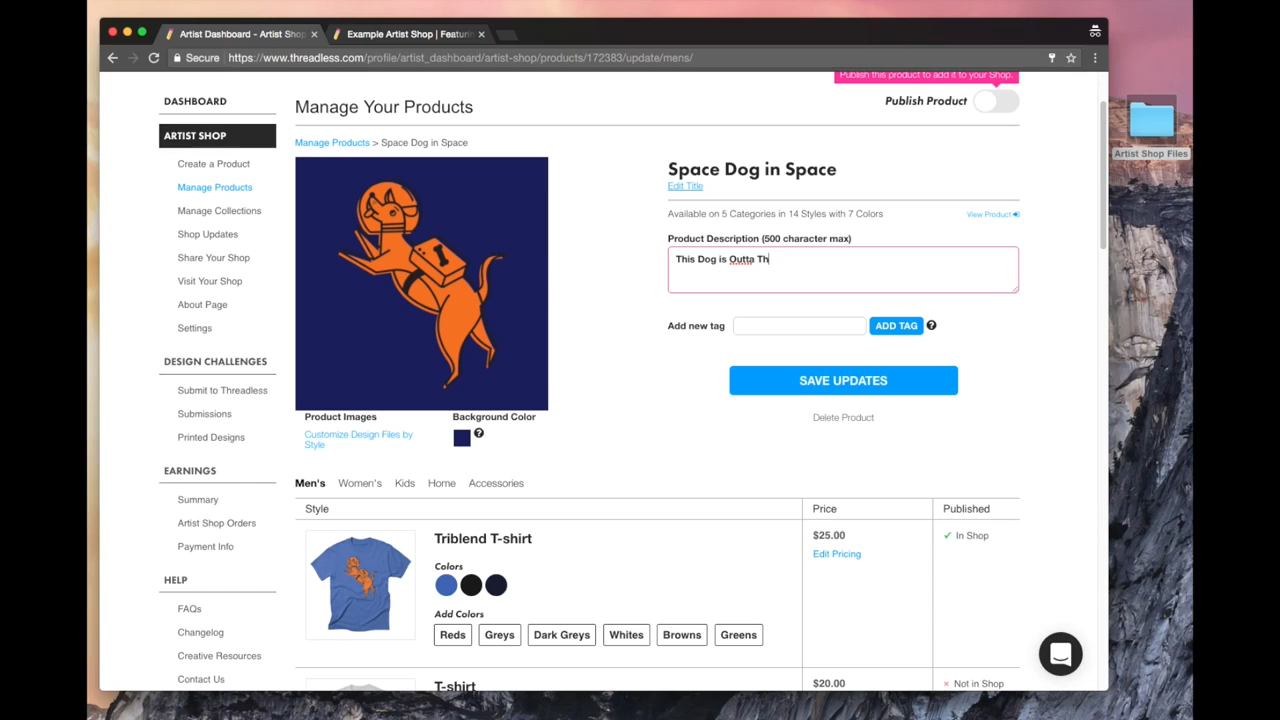 Artist Dashboard - Artist Shop
Example Artist Shop | Featurin
Secure
https://www.threadless.com/profile/artist_dashboard/artist-shop/products/172383/update/mens/
Publish this product to add it to your Shop.
DASHBOARD
Manage Your Products
Publish Product
ARTIST SHOP
Manage Products > Space Dog in Space
Create a Product
Manage Products
Manage Collections
Shop Updates
Share Your Shop
Visit Your Shop
About Page
Settings
DESIGN CHALLENGES
Submit to Threadless
Submissions
Printed Designs
EARNINGS
Summary
Artist Shop Orders
Payment Info
HELP
FAQs
Changelog
Creative Resources
Contact Us
Space Dog in Space
Edit Title
Available on 5 Categories in 14 Styles with 7 Colors
View Product
Product Description (500 character max)
This Dog is Outta Th
Add new tag
ADD TAG
?
SAVE UPDATES
Delete Product
Product Images
Background Color
Customize Design Files by
Style
?
Men's Women's Kids Home Accessories
Style Price Published
Triblend T-shirt
$25.00
In Shop
Edit Pricing
Colors
Add Colors
Reds Greys Dark Greys Whites Browns Greens
T-shirt
$20.00
Not in Shop
Artist Shop Files